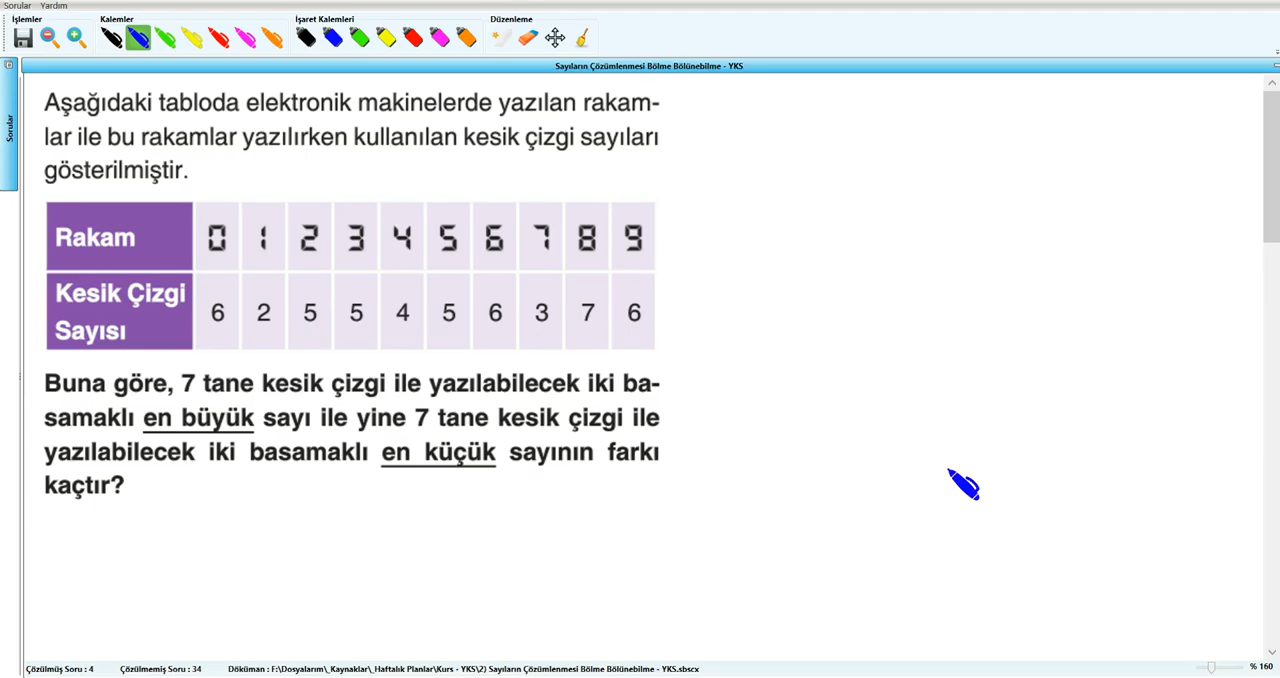 Sorular Yardım
İşlemler Kalemler İşaret Kalemleri Düzenleme
Sayıların Çözümlenmesi Bölme Bölünebilme - YKS
Sorular
Aşağıdaki tabloda elektronik makinelerde yazılan rakam-
lar ile bu rakamlar yazılırken kullanılan kesik çizgi sayıları
gösterilmiştir.
Rakam 0 1 2 3 4 5 6 7 8 9
Kesik Çizgi
Sayısı 6 2 5 5 4 5 6 3 7 6
Buna göre, 7 tane kesik çizgi ile yazılabilecek iki ba-
samaklı en büyük sayı ile yine 7 tane kesik çizgi ile
yazılabilecek iki basamaklı en küçük sayının farkı
kaçtır?
Çözülmüş Soru : 4 Çözülmemiş Soru : 34 Döküman : F:\Dosyalarım\_Kaynaklar\_Haftalık Planlar\Kurs - YKS\2) Sayıların Çözümlenmesi Bölme Bölünebilme - YKS.sbscx % 160